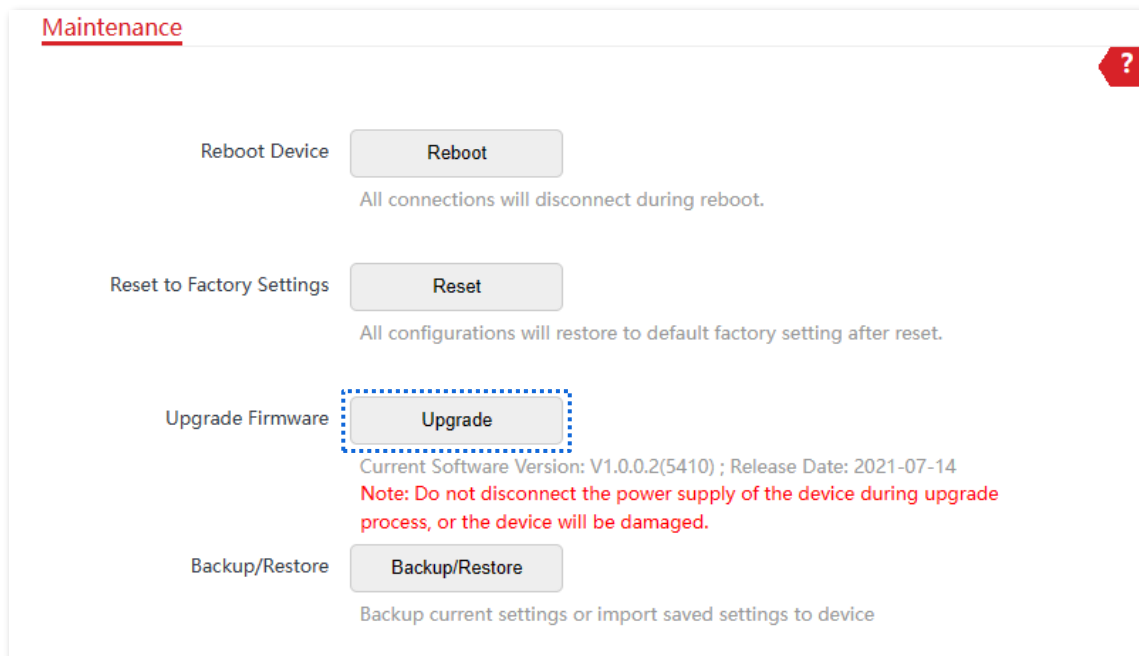 Maintenance
?
Reboot Device Reboot
All connections will disconnect during reboot.
Reset to Factory Settings Reset
All configurations will restore to default factory setting after reset.
Upgrade Firmware Upgrade
Current Software Version: V1.0.0.2(5410) ; Release Date: 2021-07-14
Note: Do not disconnect the power supply of the device during upgrade
process, or the device will be damaged.
Backup/Restore Backup/Restore
Backup current settings or import saved settings to device